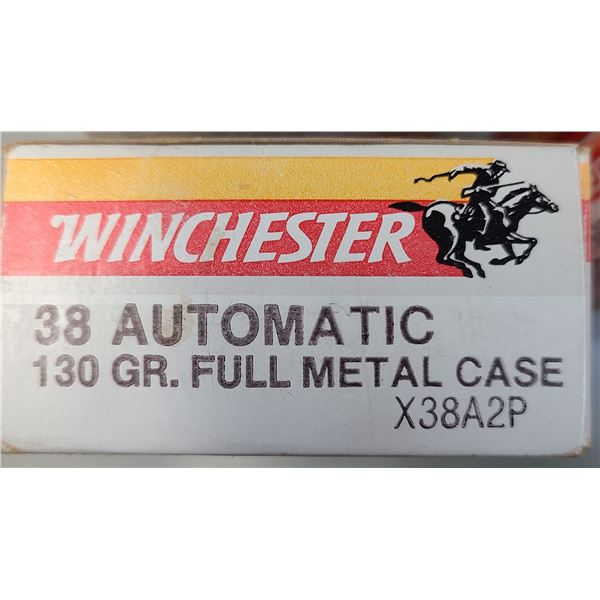 WINCHESTER
38 AUTOMATIC
130 GR. FULL METAL CASE
X38A2P